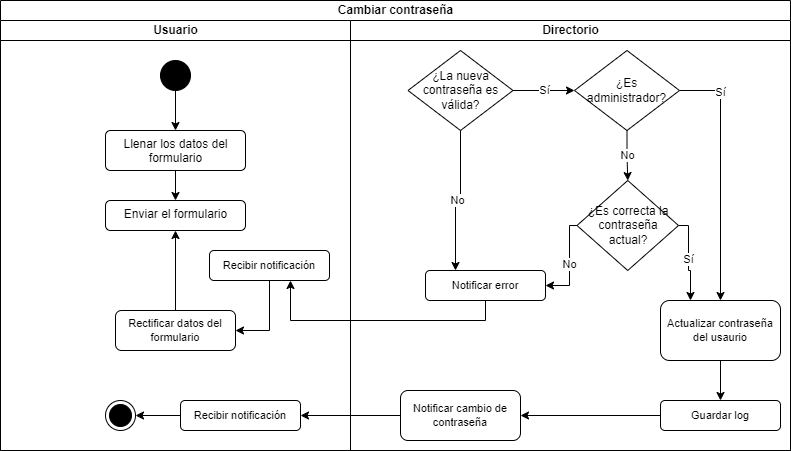 Cambiar contraseña
Usuario
Directorio
Llenar los datos del
formulario
Enviar el formulario
Recibir notificación
Rectificar datos del
formulario
Recibir notificación
¿La nueva
contraseña es
válida?
Sí
¿Es
administrador?
Sí
No
No
¿Es correcta la
contraseña
actual?
No
Sí
Notificar error
Actualizar contraseña
del usaurio
Notificar cambio de
contraseña
Guardar log